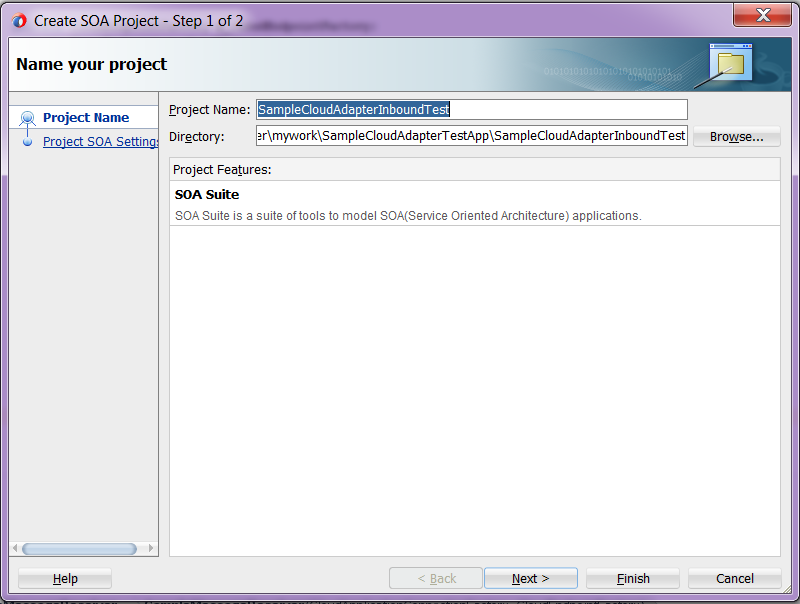 Create SOA Project - Step 1 of 2
Name your project
Project Name
Project SOA Settings
Project Name: SampleCloudAdapterInboundTest
Directory: er\mywork\SampleCloudAdapterTestApp\SampleCloudAdapterInboundTest Browse...
Project Features:
SOA Suite
SOA Suite is a suite of tools to model SOA(Service Oriented Architecture) applications.
Help < Back Next > Finish Cancel